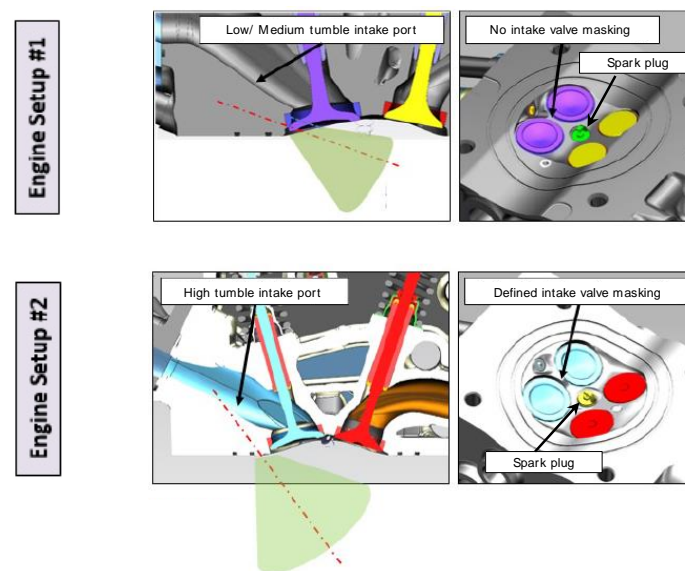 Engine Setup #1
Low/ Medium tumble intake port
No intake valve masking
Spark plug
Engine Setup #2
High tumble intake port
Defined intake valve masking
Spark plug